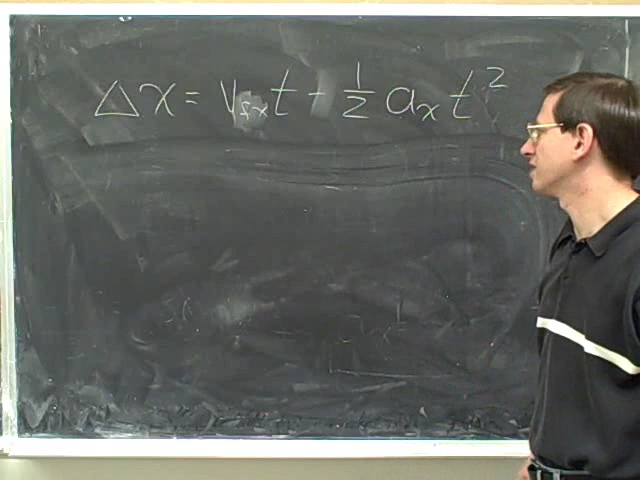 Δx = v_fx t - 1/2 a_x t²